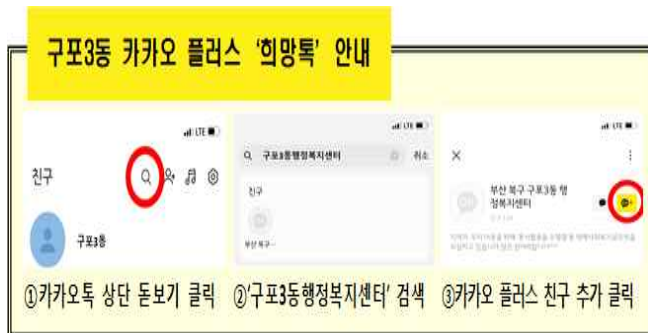 구포3동 카카오 플러스 ‘희망톡’ 안내
LTE
친구
구포3동
①카카오톡 상단 돋보기 클릭
LTE
구포3동행정복지센터
취소
친구
부산 북구…
②‘구포3동행정복지센터’ 검색
LTE
부산 북구 구포3동 행
정복지센터
③카카오 플러스 친구 추가 클릭